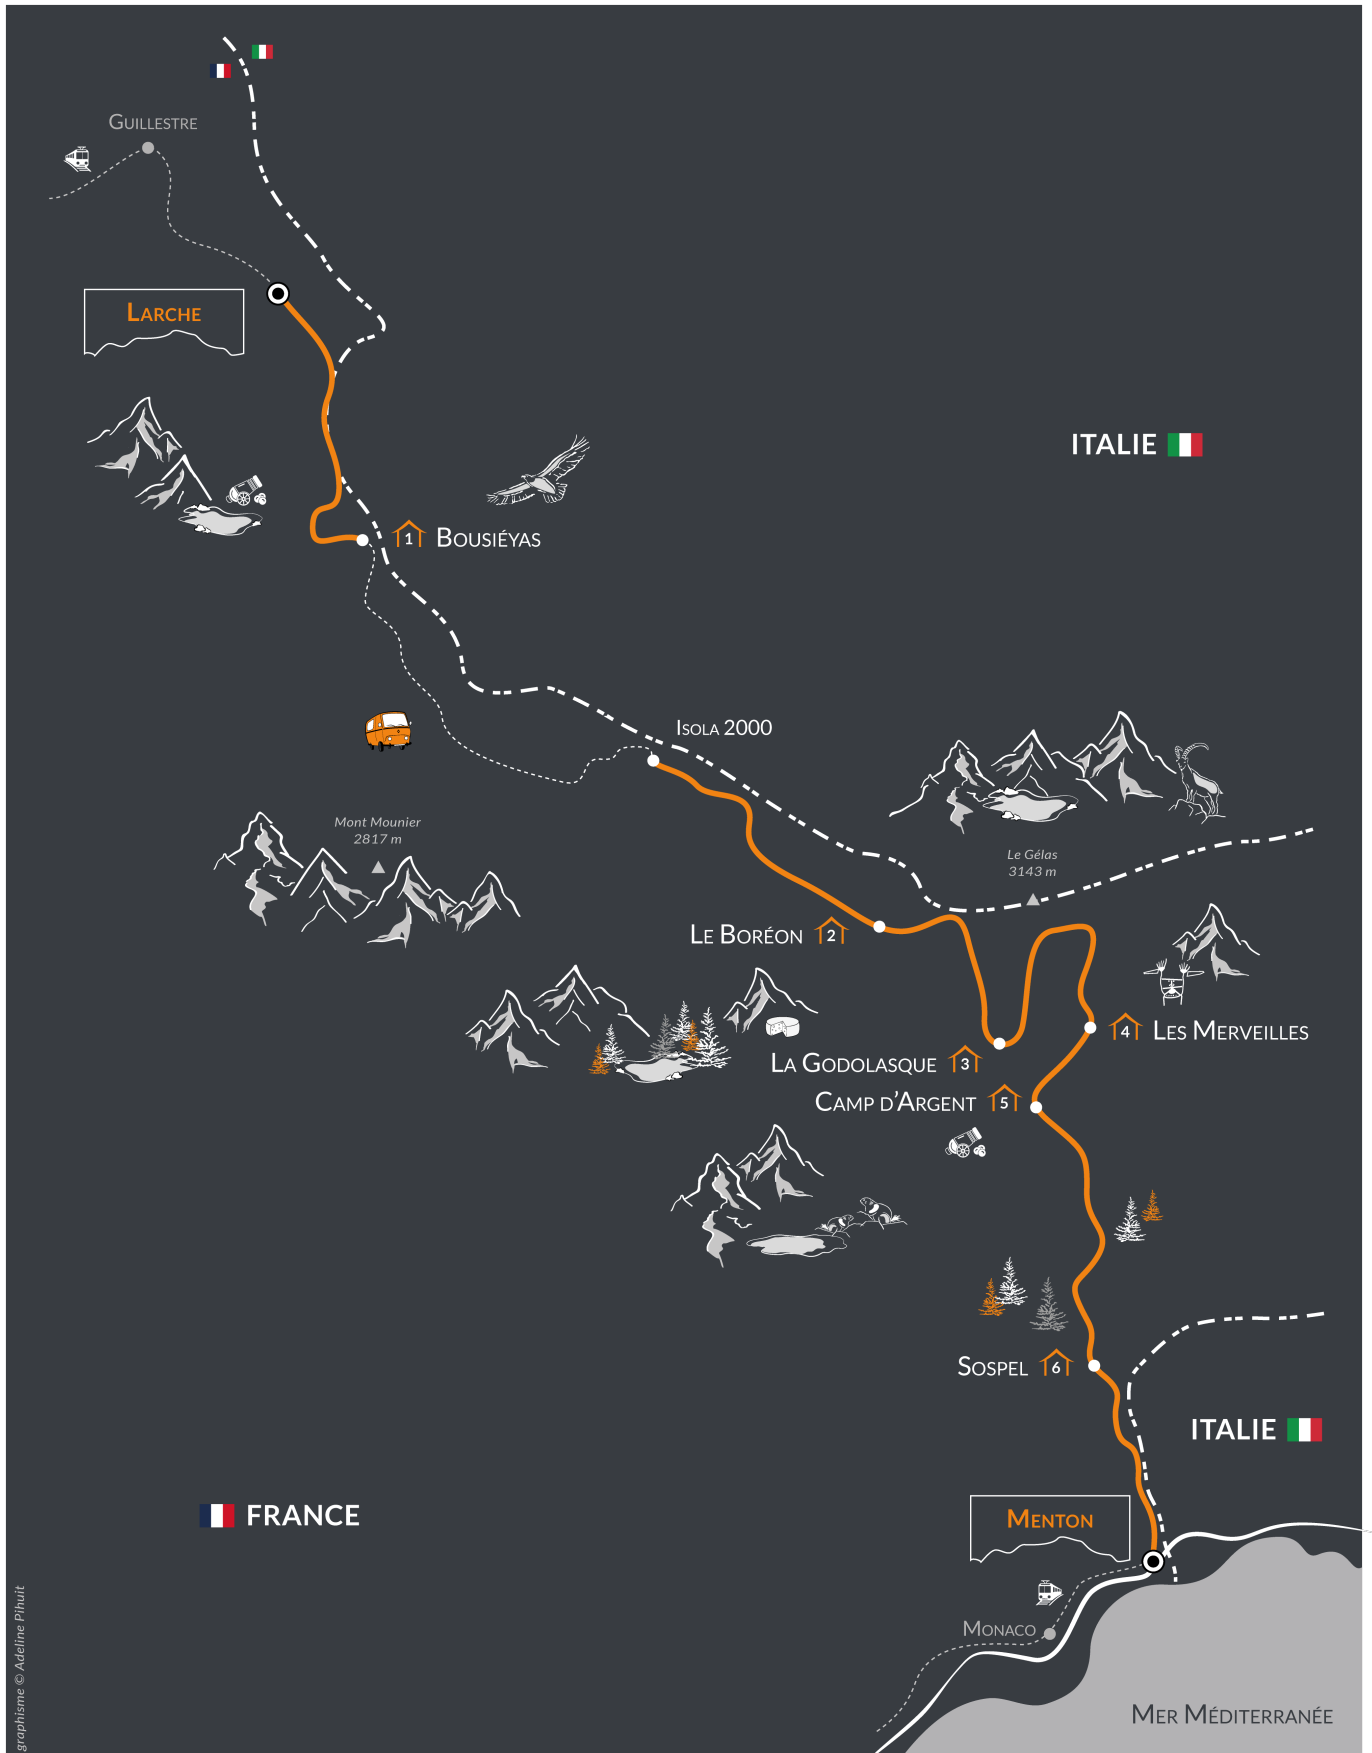 GUILLESTRE
LARCHE
ITALIE
1 BOUSIÉYAS
ISOLA 2000
Mont Mounier
2817 m
Le Gélas
3143 m
LE BORÉON 2
4 LES MERVEILLES
LA GODOLASQUE 3
CAMP D'ARGENT 5
SOSPEL 6
ITALIE
FRANCE
MENTON
MONACO
MER MÉDITERRANÉE
graphisme © Adeline Pihuit